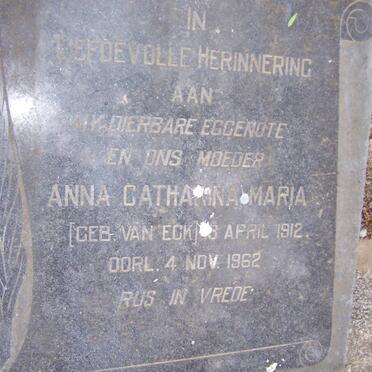 IN
LIEFDEVOLLE HERINNERING
AAN
MY DIERBARE EGGENOTE
EN ONS MOEDER
ANNA CATHARINA MARIA
[GEB. VAN ECK] APRIL 1912.
OORL. 4 NOV. 1962
RUS IN VREDE